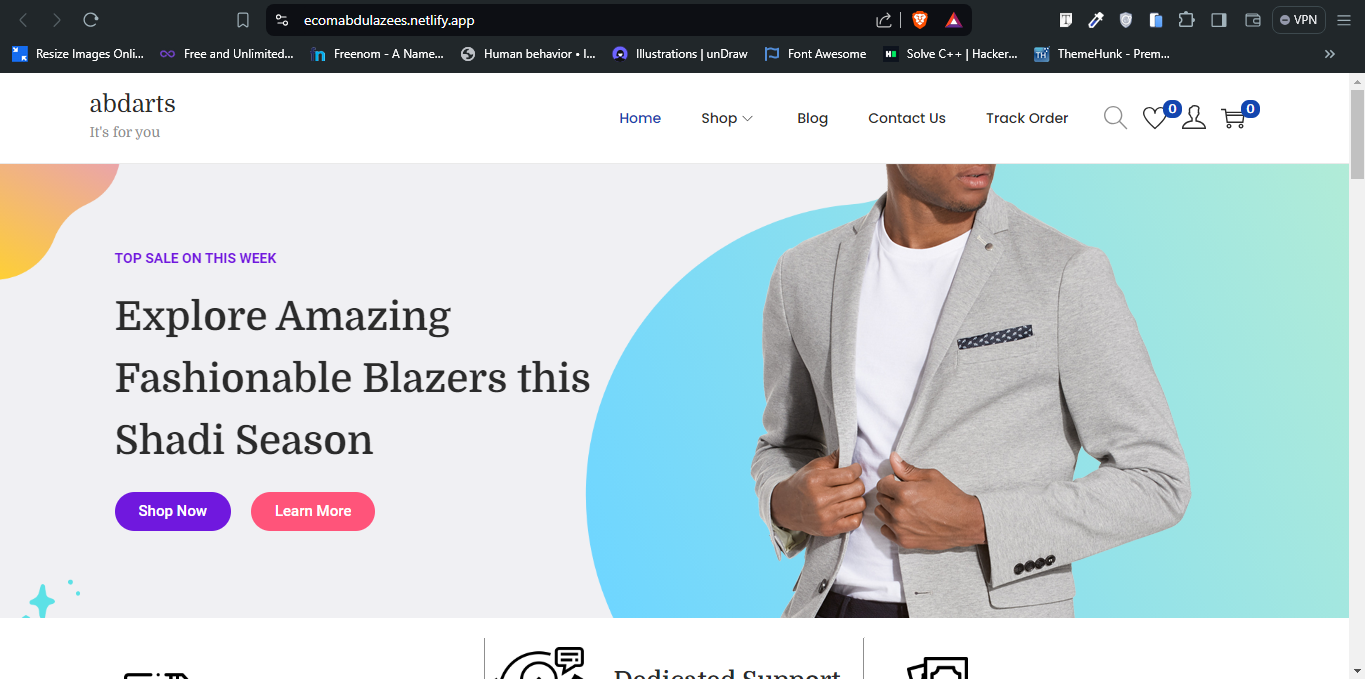 ecomabdulazees.netlify.app
VPN
Resize Images Onli...
Free and Unlimited...
Freenom - A Name...
Human behavior • I...
Illustrations | unDraw
Font Awesome
Solve C++ | Hacker...
ThemeHunk - Prem...
abdarts
It's for you
Home
Shop
Blog
Contact Us
Track Order
0
0
TOP SALE ON THIS WEEK
Explore Amazing
Fashionable Blazers this
Shadi Season
Shop Now
Learn More
Dedicated Support